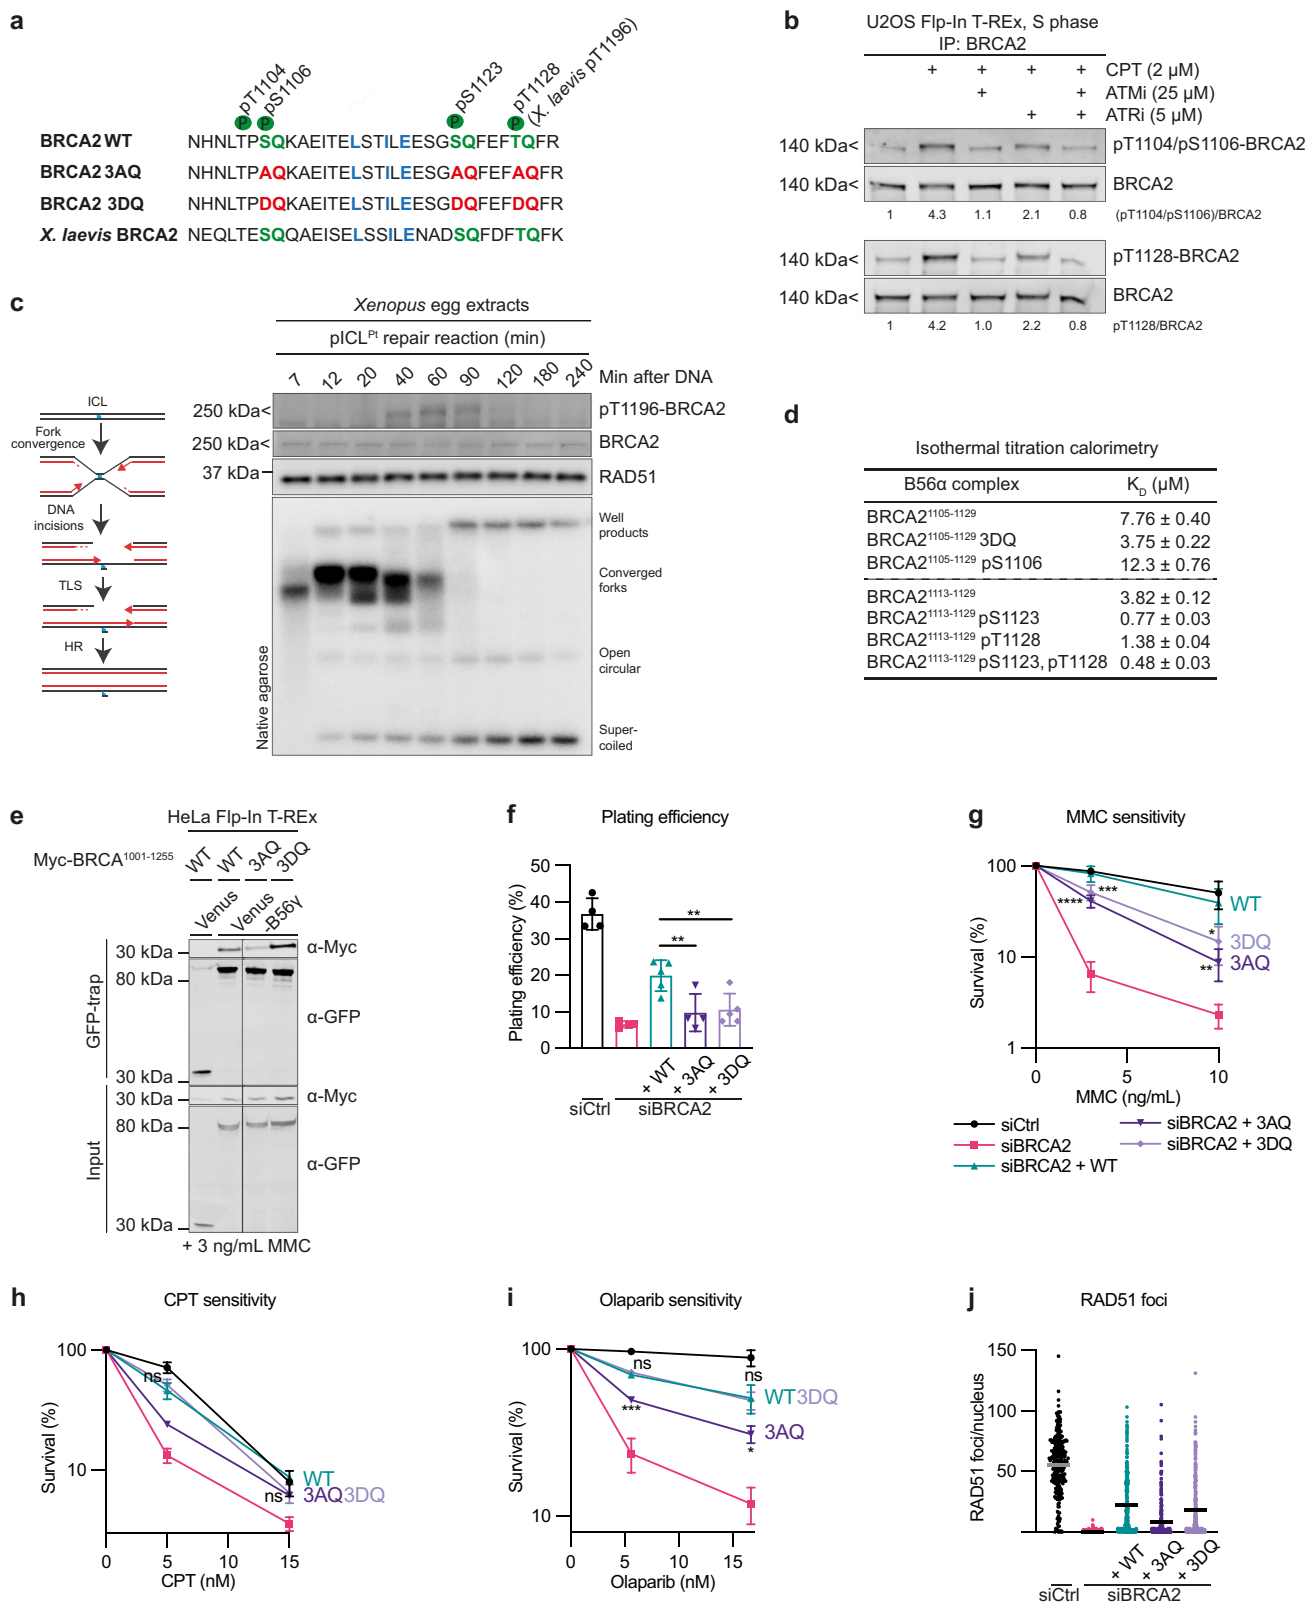 a
pT1104
pS1106
pS1123
pT1128
(X. laevis pT1196)
P P P P
BRCA2 WT NHNLTPSQKAEITELSTILEESGSQFEFTQFR
BRCA2 3AQ NHNLTPAQKAEITELSTILEESGAQFEFAQFR
BRCA2 3DQ NHNLTPDQKAEITELSTILEESGDQFEFDQFR
X. laevis BRCA2 NEQLTESQQAEISELSSILENADSQFDFTQFK
b
U2OS Flp-In T-REx, S phase
IP: BRCA2
+ + + + CPT (2 µM)
+ + ATMi (25 µM)
+ + ATRi (5 µM)
140 kDa< pT1104/pS1106-BRCA2
140 kDa< BRCA2
1 4.3 1.1 2.1 0.8 (pT1104/pS1106)/BRCA2
140 kDa< pT1128-BRCA2
140 kDa< BRCA2
1 4.2 1.0 2.2 0.8 pT1128/BRCA2
c
Xenopus egg extracts
pICLPt repair reaction (min)
7 12 20 40 60 90 120 180 240 Min after DNA
250 kDa< pT1196-BRCA2
250 kDa< BRCA2
37 kDa RAD51
ICL
Fork
convergence
DNA
incisions
TLS
HR
Well
products
Converged
forks
Open
circular
Super-
coiled
Native agarose
d
Isothermal titration calorimetry
B56α complex KD (µM)
BRCA21105-1129 7.76 ± 0.40
BRCA21105-1129 3DQ 3.75 ± 0.22
BRCA21105-1129 pS1106 12.3 ± 0.76
BRCA21113-1129 3.82 ± 0.12
BRCA21113-1129 pS1123 0.77 ± 0.03
BRCA21113-1129 pT1128 1.38 ± 0.04
BRCA21113-1129 pS1123, pT1128 0.48 ± 0.03
e
HeLa Flp-In T-REx
Myc-BRCA1001-1255 WT WT 3AQ 3DQ
Venus Venus -B56γ
GFP-trap
30 kDa α-Myc
80 kDa
α-GFP
30 kDa
Input
30 kDa α-Myc
80 kDa
α-GFP
30 kDa
+ 3 ng/mL MMC
f
Plating efficiency
Plating efficiency (%)
50
40
30
20
10
0
**
**
+ WT + 3AQ + 3DQ
siCtrl siBRCA2
g
MMC sensitivity
Survival (%)
100
10
1
*** **** * **
WT
3DQ
3AQ
0 5 10
MMC (ng/mL)
siCtrl
siBRCA2
siBRCA2 + WT
siBRCA2 + 3AQ
siBRCA2 + 3DQ
h
CPT sensitivity
Survival (%)
100
10
ns
ns
WT
3AQ3DQ
0 5 10 15
CPT (nM)
i
Olaparib sensitivity
Survival (%)
100
10
ns
ns
***
*
WT3DQ
3AQ
0 5 10 15
Olaparib (nM)
j
RAD51 foci
RAD51 foci/nucleus
150
100
50
+ WT + 3AQ + 3DQ
siCtrl siBRCA2